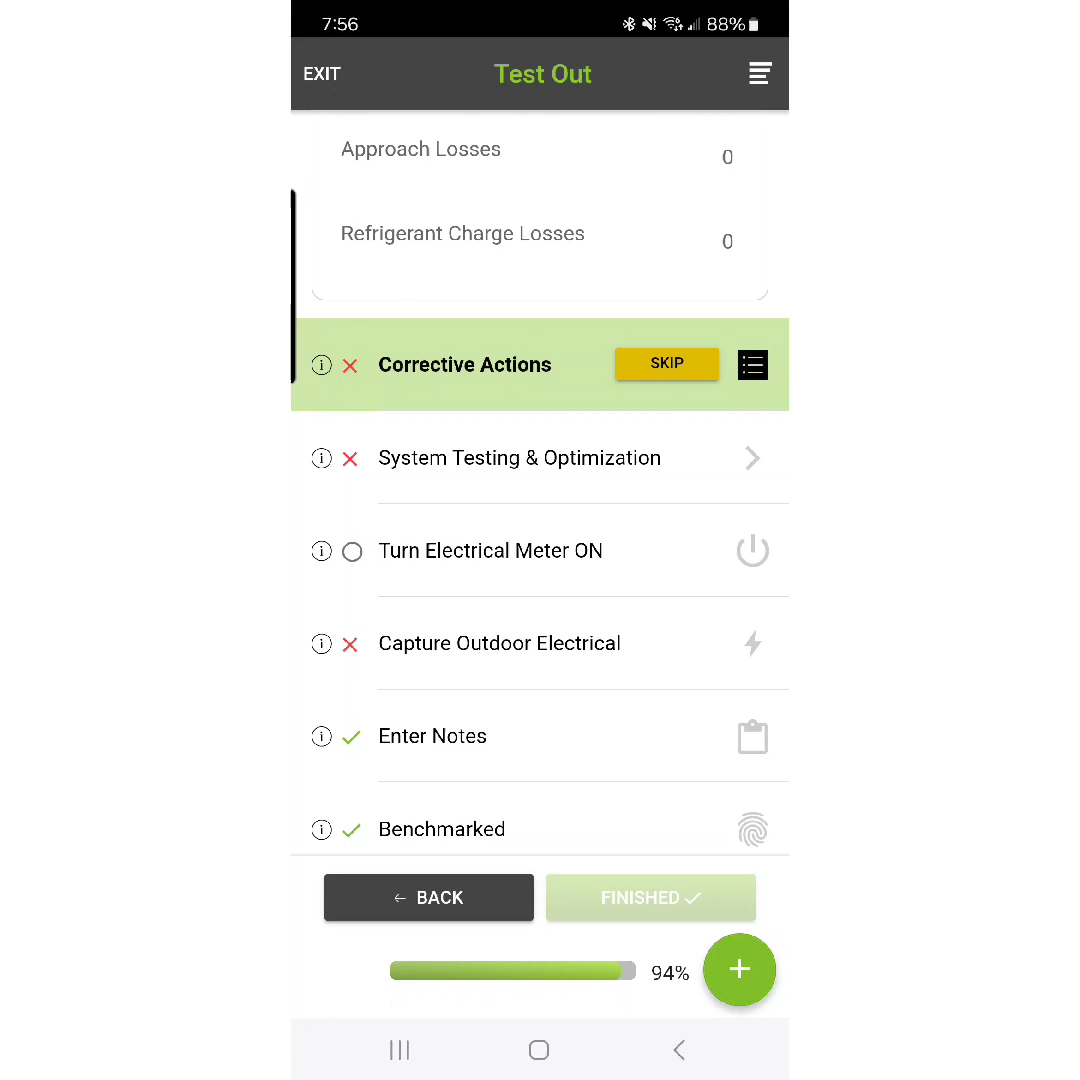 7:56 88%
EXIT Test Out
Approach Losses 0
Refrigerant Charge Losses 0
i Corrective Actions SKIP
i System Testing & Optimization
i Turn Electrical Meter ON
i Capture Outdoor Electrical
i Enter Notes
i Benchmarked
← BACK FINISHED ✓
94% +